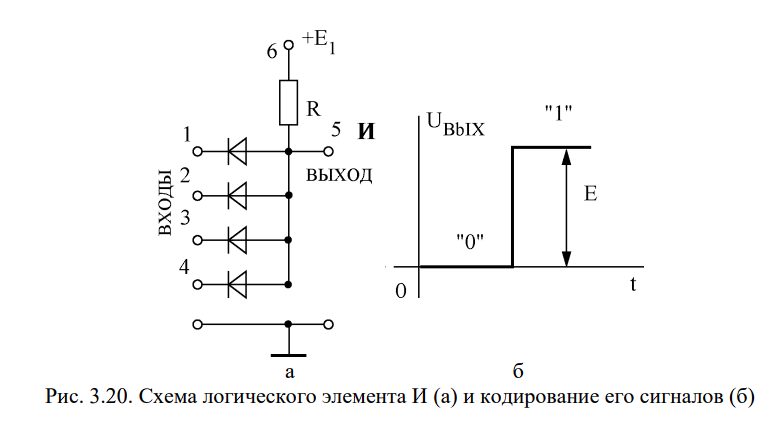 6 +E1
R
1 5 И
ВЫХОД
2
3
4
ВХОДЫ
UВЫХ
"1"
E
"0"
0 t
а б
Рис. 3.20. Схема логического элемента И (а) и кодирование его сигналов (б)